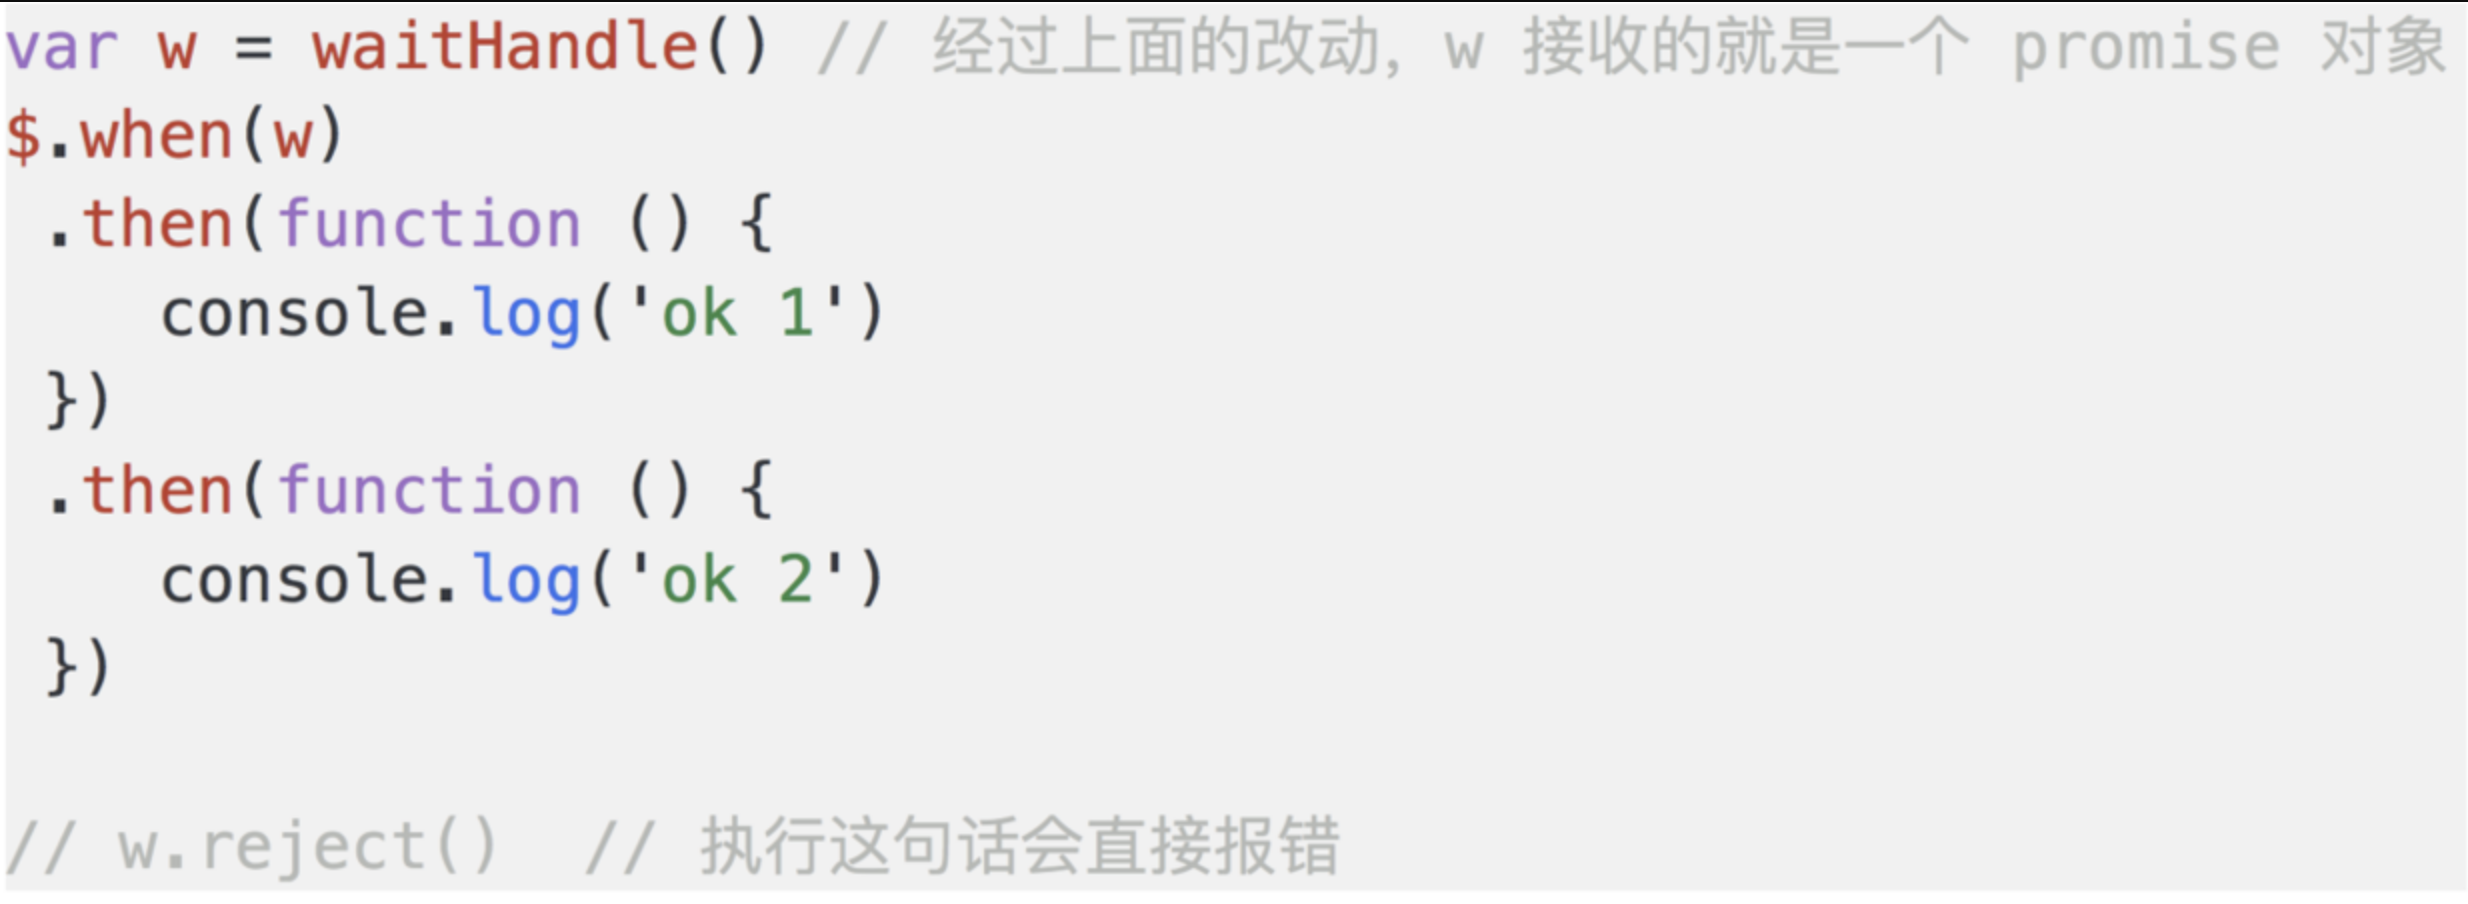 var w = waitHandle() // 经过上面的改动，w 接收的就是一个 promise 对象
$.when(w)
 .then(function () {
    console.log('ok 1')
 })
 .then(function () {
    console.log('ok 2')
 })

// w.reject()  // 执行这句话会直接报错